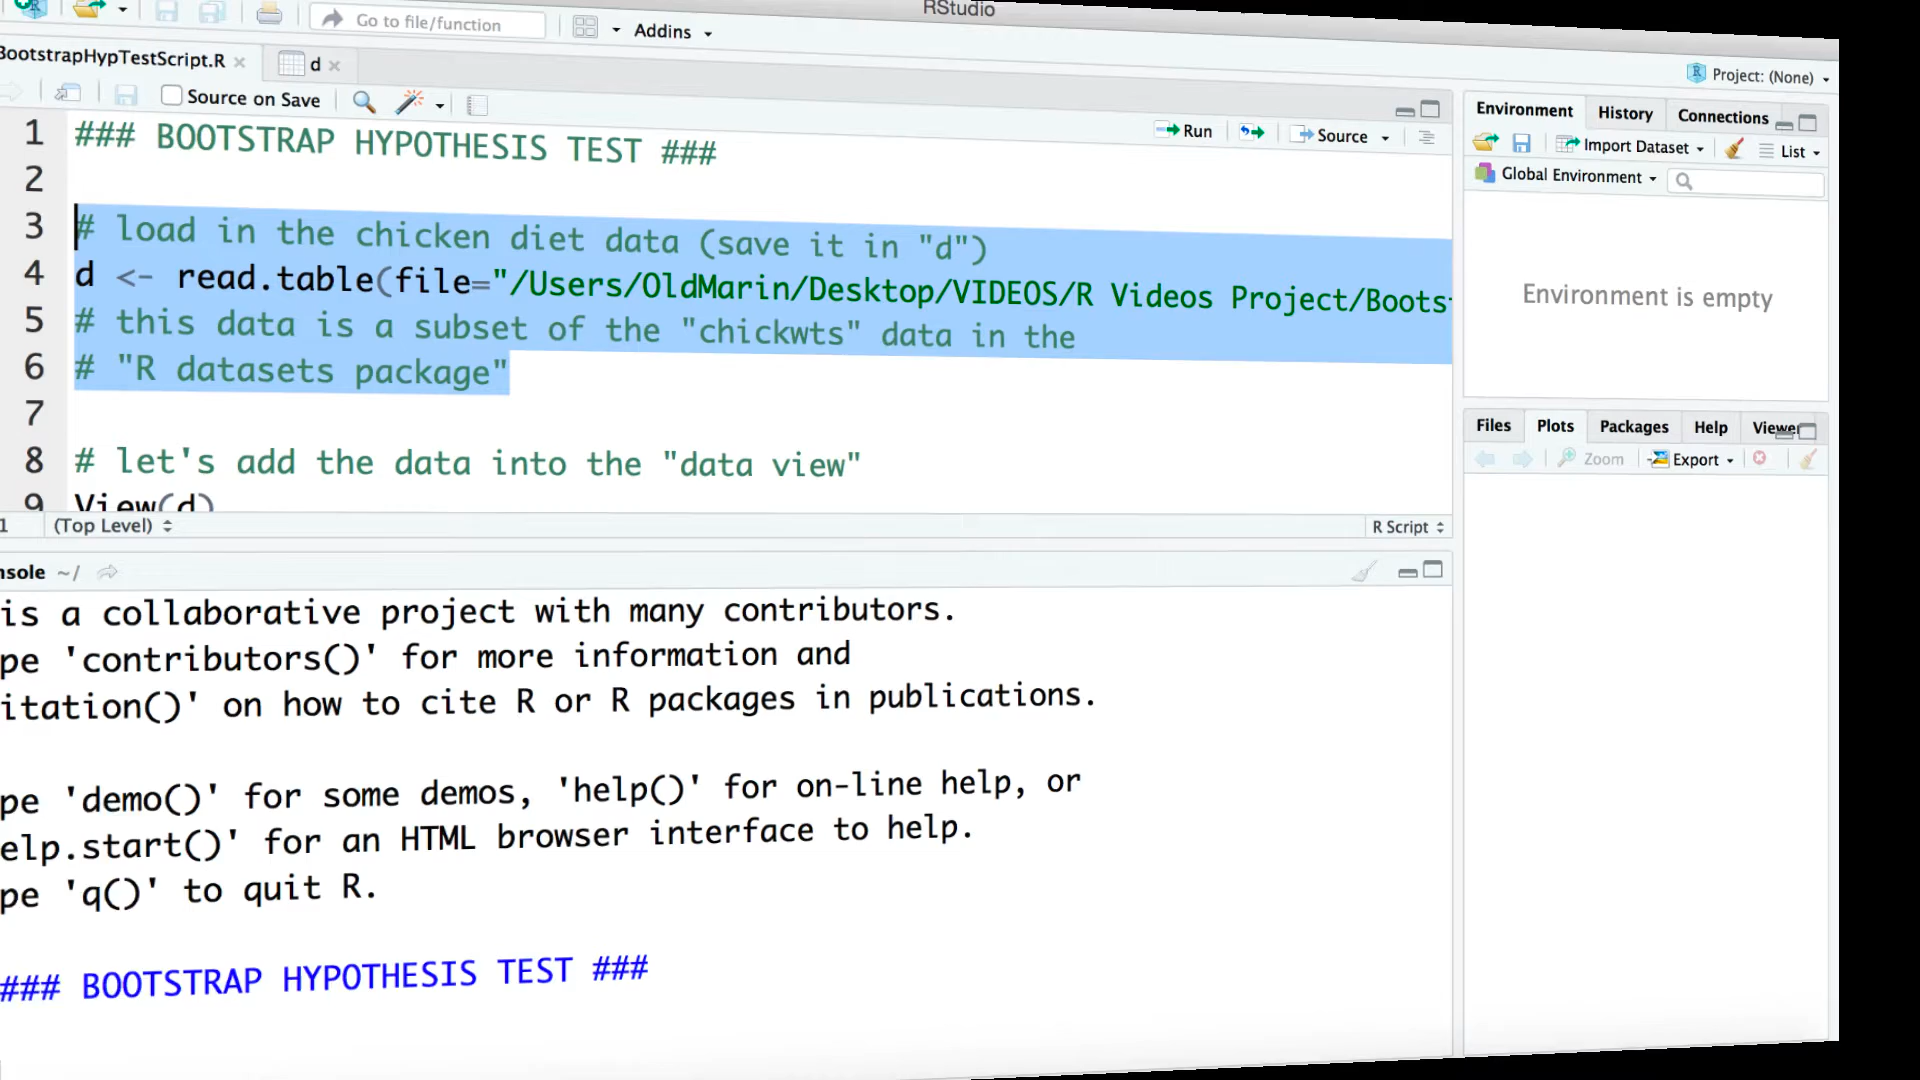 RStudio
Go to file/function
Addins
Project: (None)
BootstrapHypTestScript.R
d
Source on Save
Run
Source
1 ### BOOTSTRAP HYPOTHESIS TEST ###
2
3 # load in the chicken diet data (save it in "d")
4 d <- read.table(file="/Users/OldMarin/Desktop/VIDEOS/R Videos Project/Boots
5 # this data is a subset of the "chickwts" data in the
6 # "R datasets package"
7
8 # let's add the data into the "data view"
9 View(d)
1 (Top Level)
R Script
Environment
History
Connections
Import Dataset
List
Global Environment
Environment is empty
Files
Plots
Packages
Help
Viewer
Zoom
Export
nsole ~/
is a collaborative project with many contributors.
pe 'contributors()' for more information and
itation()' on how to cite R or R packages in publications.
pe 'demo()' for some demos, 'help()' for on-line help, or
elp.start()' for an HTML browser interface to help.
pe 'q()' to quit R.
### BOOTSTRAP HYPOTHESIS TEST ###